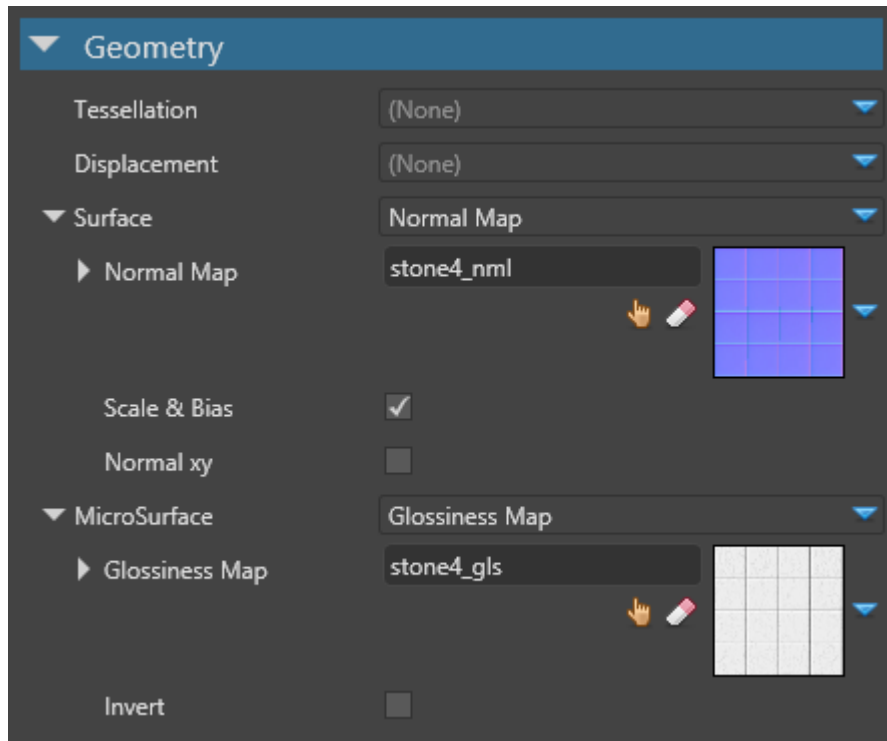 Geometry
Tessellation (None)
Displacement (None)
Surface Normal Map
Normal Map stone4_nml
Scale & Bias
Normal xy
MicroSurface Glossiness Map
Glossiness Map stone4_gls
Invert